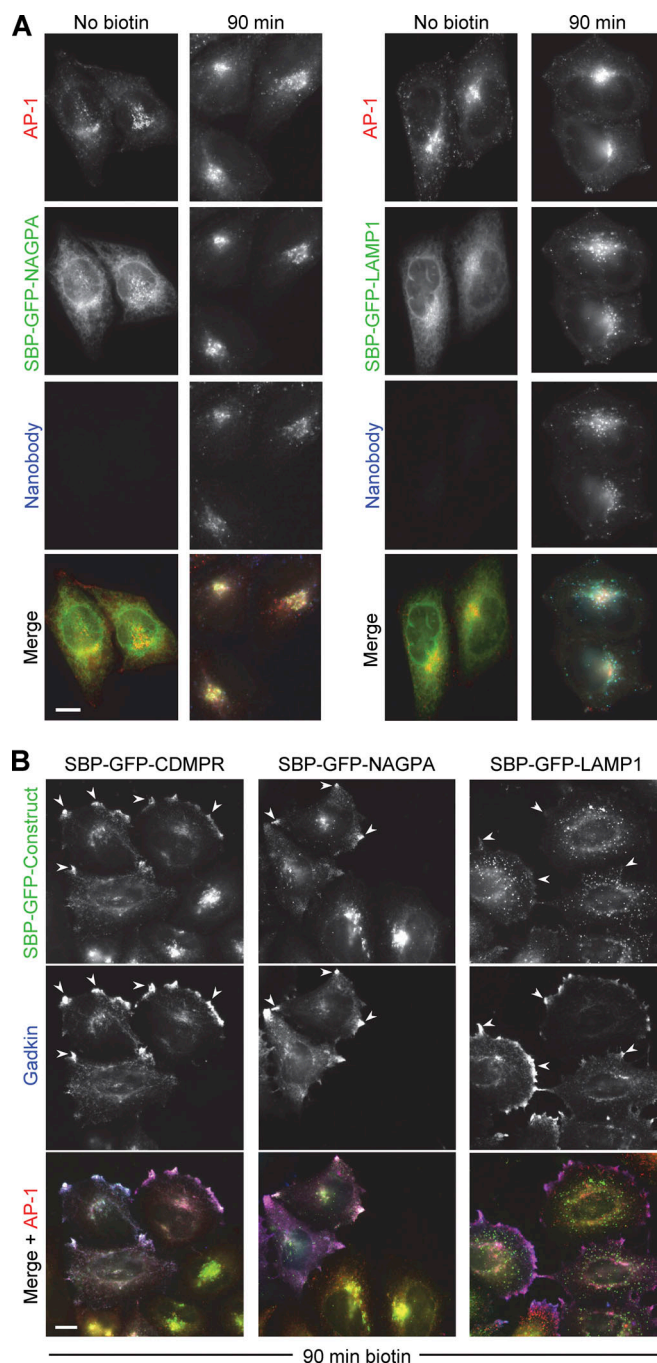 A
No biotin
90 min
No biotin
90 min
AP-1
AP-1
SBP-GFP-NAGPA
SBP-GFP-LAMP1
Nanobody
Nanobody
Merge
Merge
B
SBP-GFP-CDMPR
SBP-GFP-NAGPA
SBP-GFP-LAMP1
SBP-GFP-Construct
Gadkin
Merge + AP-1
90 min biotin